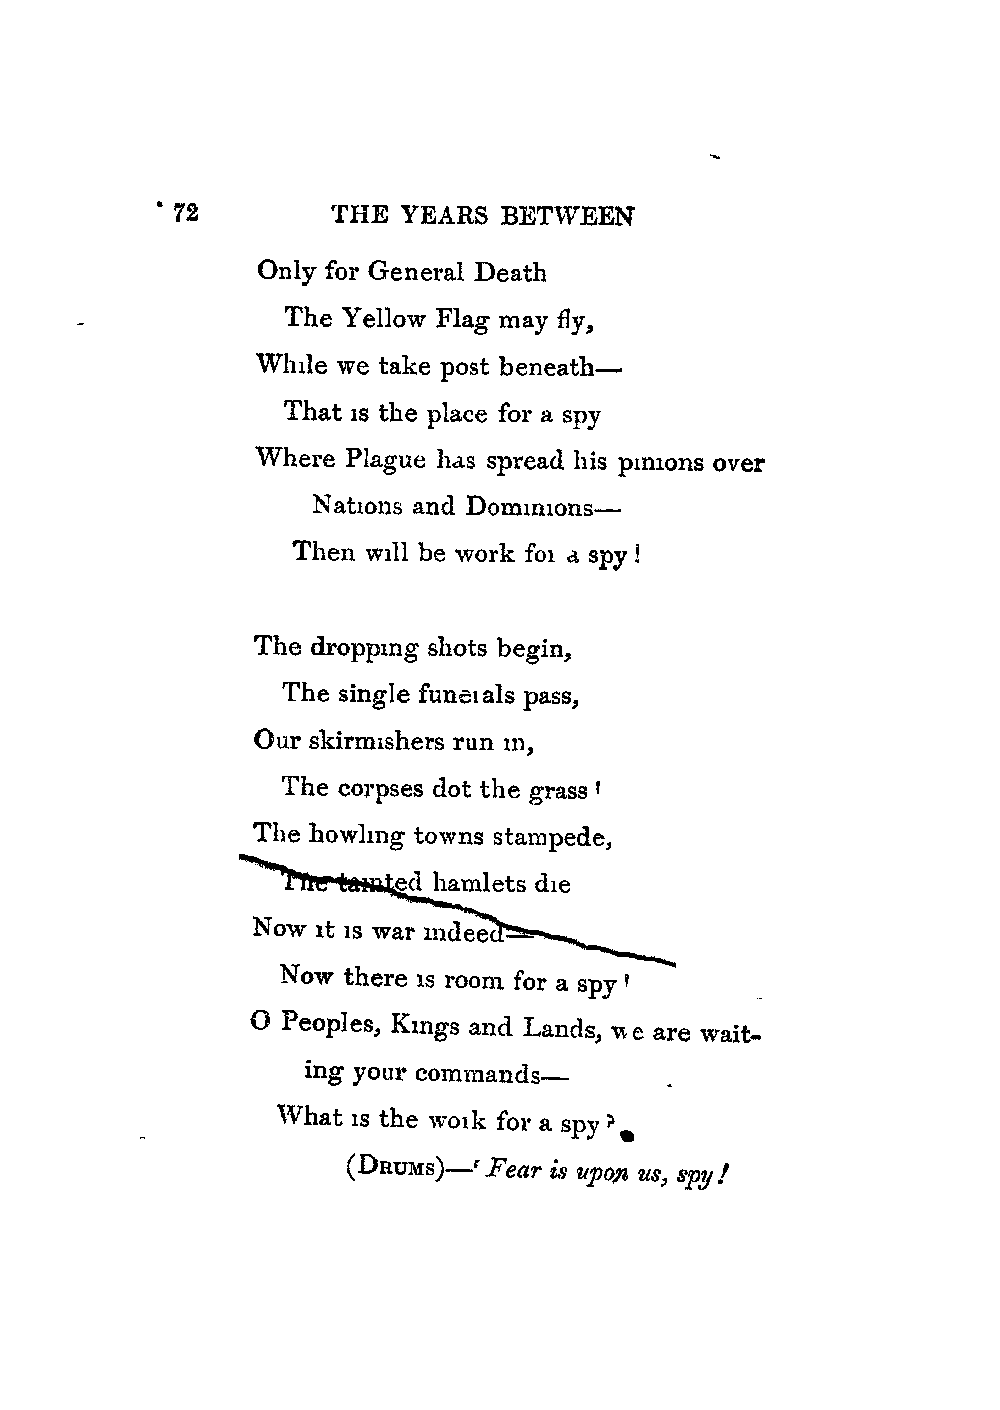 72 THE YEARS BETWEEN
Only for General Death
The Yellow Flag may fly,
While we take post beneath—
That is the place for a spy
Where Plague has spread his pinions over
Nations and Dominions—
Then will be work for a spy!
The dropping shots begin,
The single funerals pass,
Our skirmishers run in,
The corpses dot the grass!
The howling towns stampede,
The tainted hamlets die
Now it is war indeed—
Now there is room for a spy!
O Peoples, Kings and Lands, we are wait-
ing your commands—
What is the work for a spy?
(DRUMS)—‘Fear is upon us, spy!